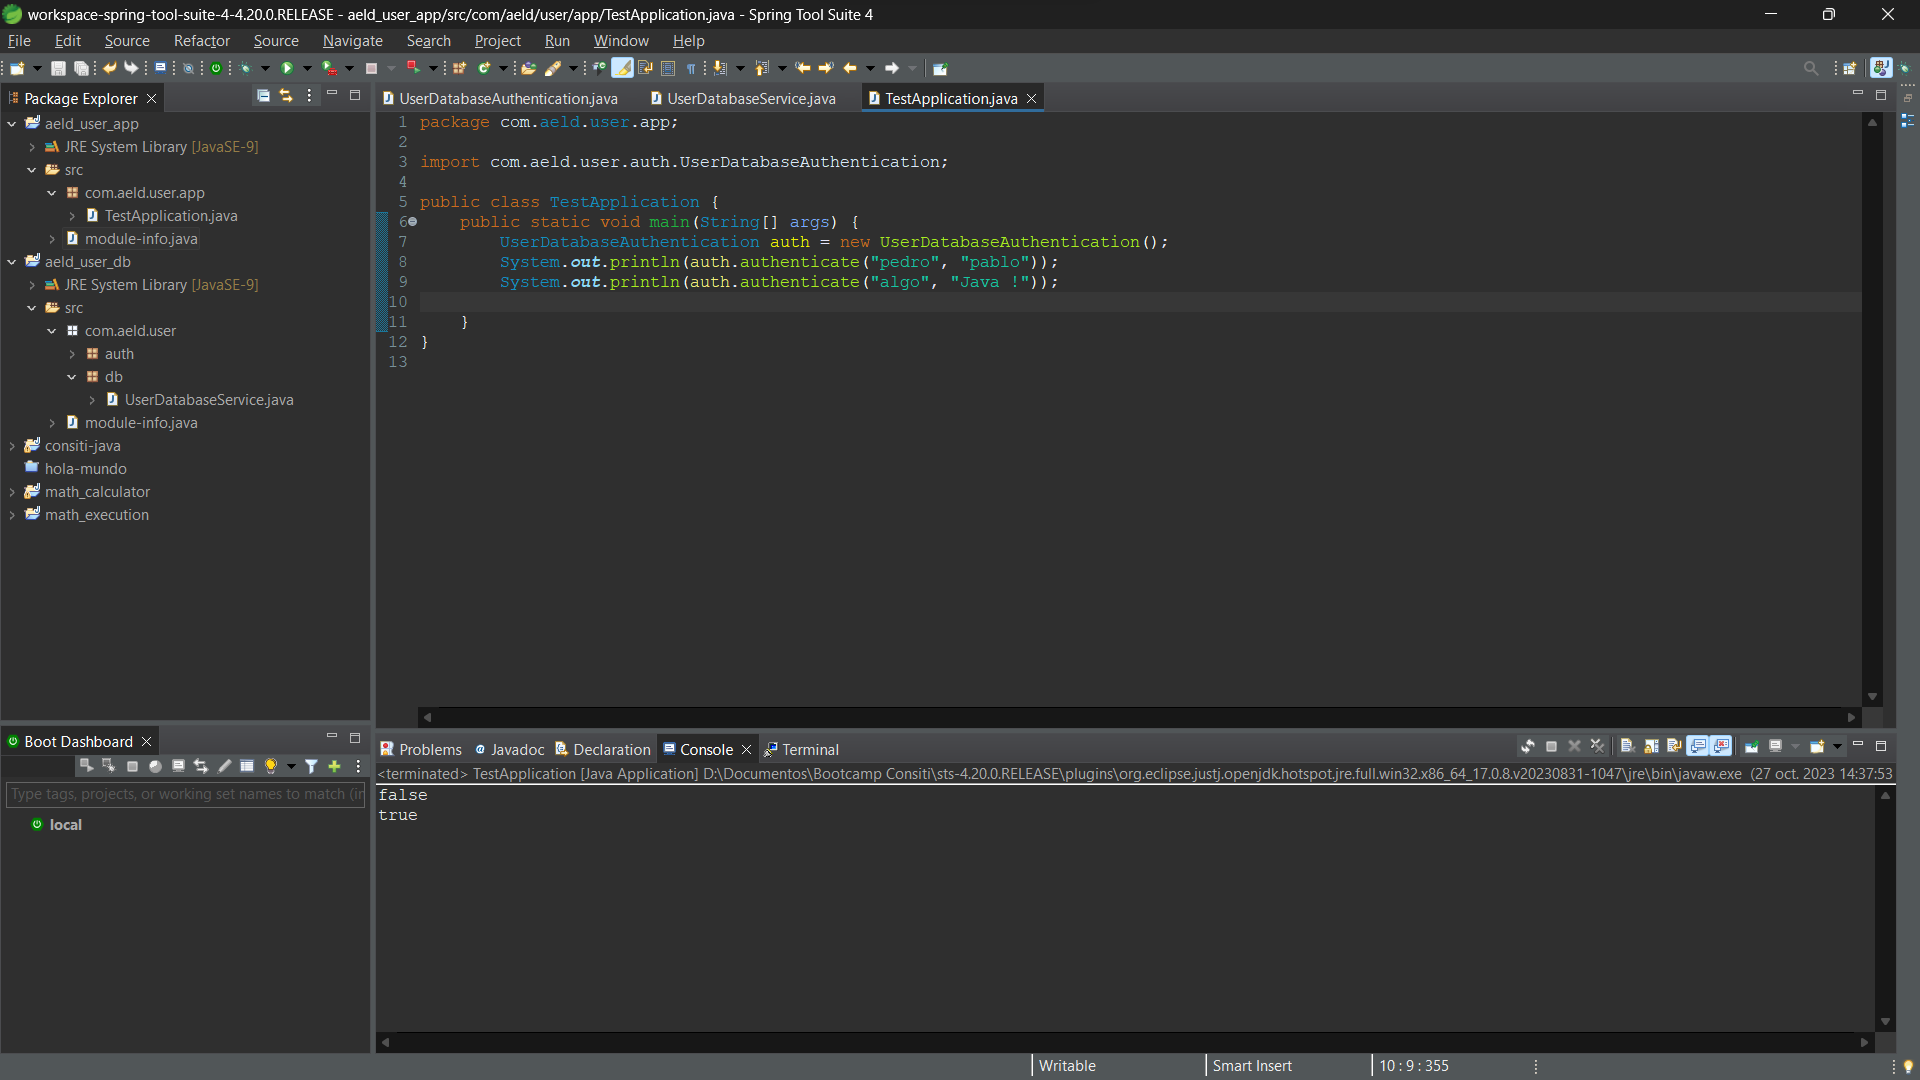 workspace-spring-tool-suite-4-4.20.0.RELEASE - aeld_user_app/src/com/aeld/user/app/TestApplication.java - Spring Tool Suite 4
File Edit Source Refactor Source Navigate Search Project Run Window Help
Package Explorer
aeld_user_app
JRE System Library [JavaSE-9]
src
com.aeld.user.app
TestApplication.java
module-info.java
aeld_user_db
JRE System Library [JavaSE-9]
src
com.aeld.user
auth
db
UserDatabaseService.java
module-info.java
consiti-java
hola-mundo
math_calculator
math_execution
UserDatabaseAuthentication.java UserDatabaseService.java TestApplication.java
1 package com.aeld.user.app;
2
3 import com.aeld.user.auth.UserDatabaseAuthentication;
4
5 public class TestApplication {
6 public static void main(String[] args) {
7 UserDatabaseAuthentication auth = new UserDatabaseAuthentication();
8 System.out.println(auth.authenticate("pedro", "pablo"));
9 System.out.println(auth.authenticate("algo", "Java !"));
10
11 }
12 }
13
Boot Dashboard
Type tags, projects, or working set names to match (in
local
Problems @ Javadoc Declaration Console Terminal
<terminated> TestApplication [Java Application] D:\Documentos\Bootcamp Consiti\sts-4.20.0.RELEASE\plugins\org.eclipse.justj.openjdk.hotspot.jre.full.win32.x86_64_17.0.8.v20230831-1047\jre\bin\javaw.exe (27 oct. 2023 14:37:53
false
true
Writable Smart Insert 10 : 9 : 355